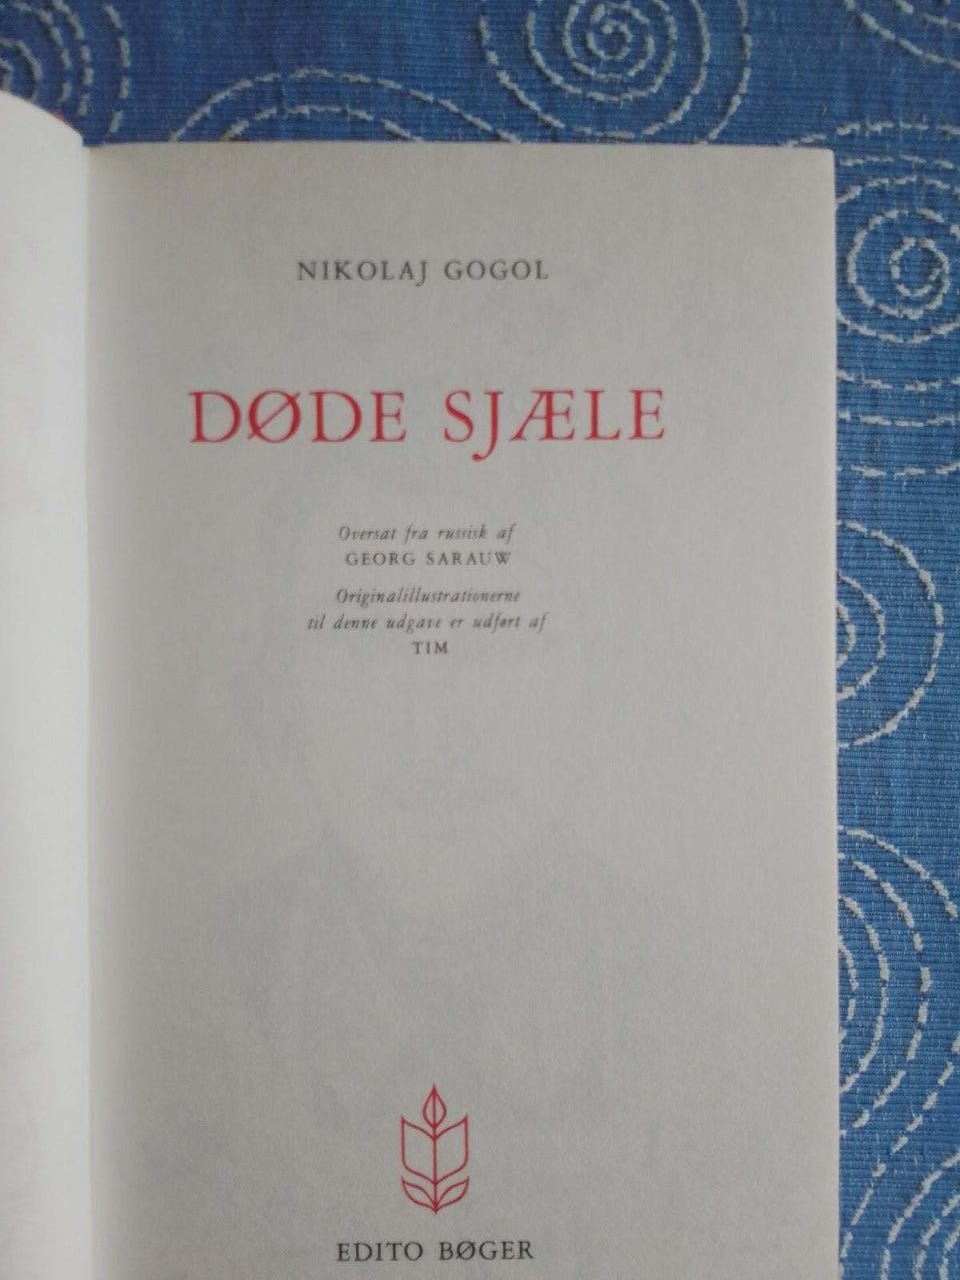 NIKOLAJ GOGOL
DØDE SJÆLE
Oversat fra russisk af
GEORG SARAUW
Originalillustrationerne
til denne udgave er udført af
TIM
EDITO BØGER